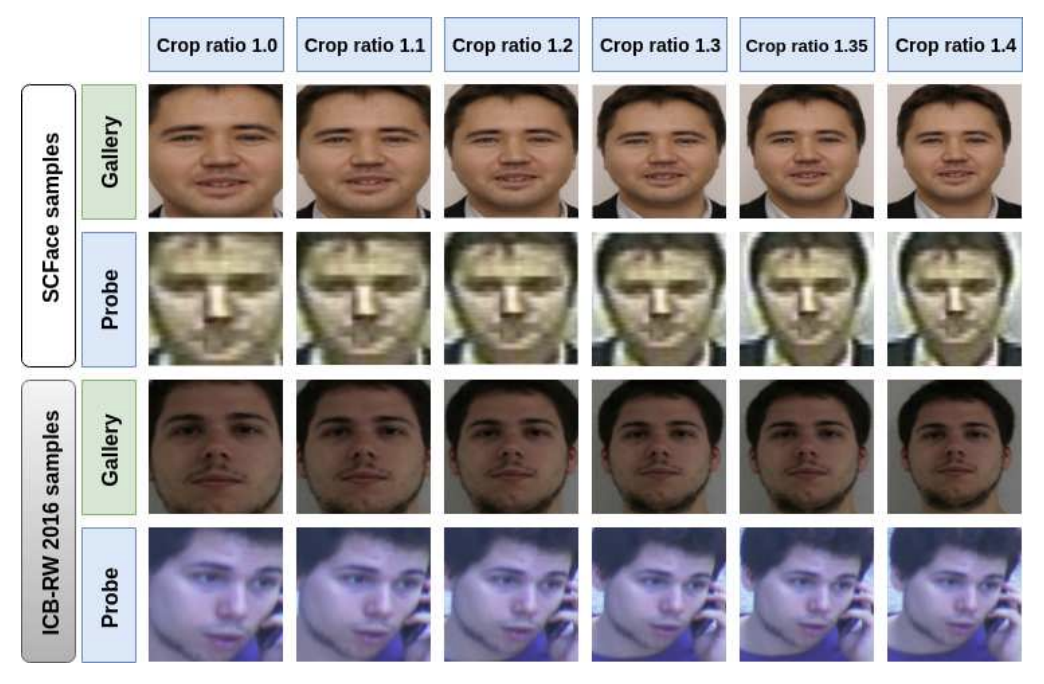 Crop ratio 1.0
Crop ratio 1.1
Crop ratio 1.2
Crop ratio 1.3
Crop ratio 1.35
Crop ratio 1.4
SCFace samples
Gallery
Probe
ICB-RW 2016 samples
Gallery
Probe